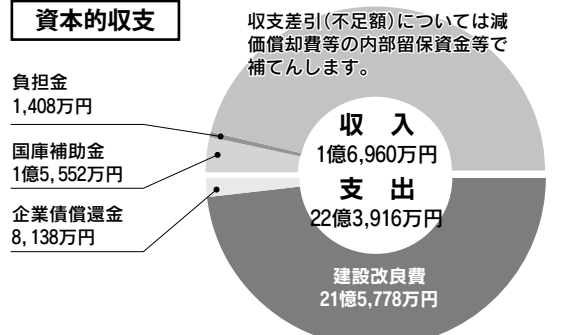 資本的収支
収支差引(不足額)については減
価償却費等の内部留保資金等で
補てんします。
負担金
1,408万円
国庫補助金
1億5,552万円
企業債償還金
8,138万円
収　入
1億6,960万円
支　出
22億3,916万円
建設改良費
21億5,778万円